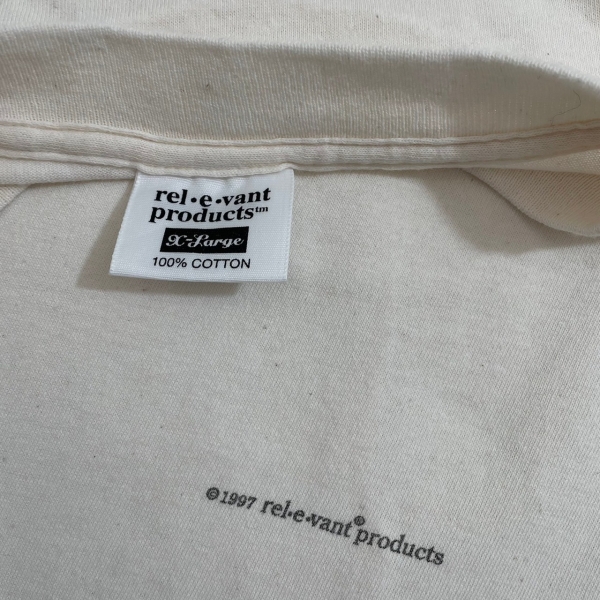 rel•e•vant
products™
X-Large
100% COTTON
©1997 rel•e•vant® products